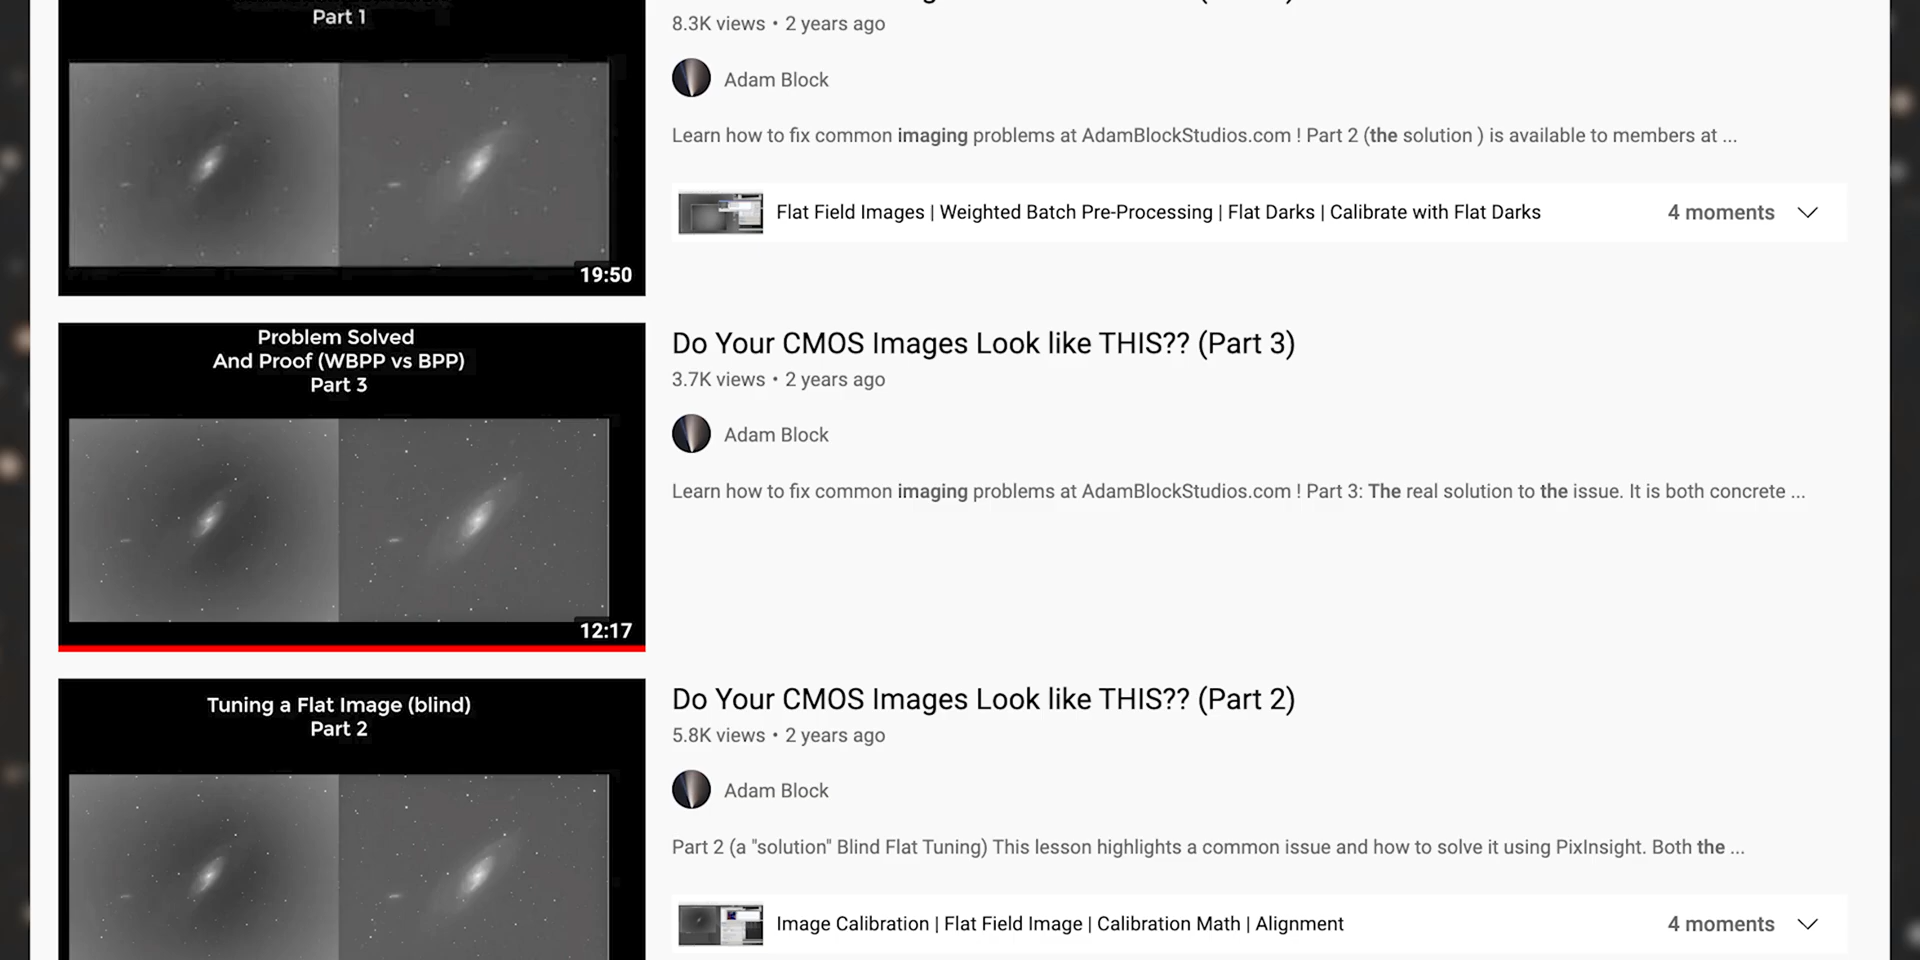 Part 1
19:50
8.3K views • 2 years ago
Adam Block
Learn how to fix common imaging problems at AdamBlockStudios.com ! Part 2 (the solution ) is available to members at ...
Flat Field Images | Weighted Batch Pre-Processing | Flat Darks | Calibrate with Flat Darks
4 moments
Problem Solved
And Proof (WBPP vs BPP)
Part 3
12:17
Do Your CMOS Images Look like THIS?? (Part 3)
3.7K views • 2 years ago
Adam Block
Learn how to fix common imaging problems at AdamBlockStudios.com ! Part 3: The real solution to the issue. It is both concrete ...
Tuning a Flat Image (blind)
Part 2
Do Your CMOS Images Look like THIS?? (Part 2)
5.8K views • 2 years ago
Adam Block
Part 2 (a "solution" Blind Flat Tuning) This lesson highlights a common issue and how to solve it using PixInsight. Both the ...
Image Calibration | Flat Field Image | Calibration Math | Alignment
4 moments